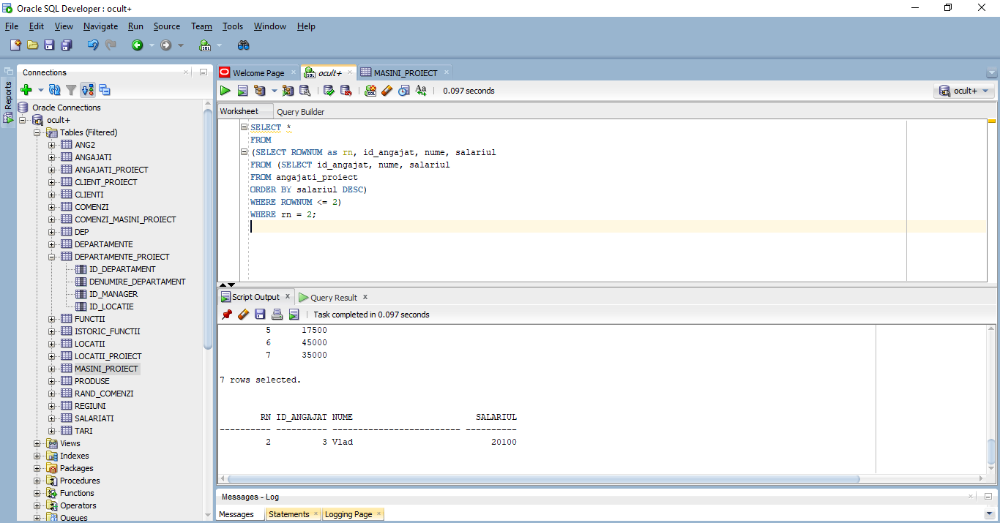 Oracle SQL Developer : ocult+
File Edit View Navigate Run Source Team Tools Window Help
Reports
Connections
Oracle Connections
ocult+
Tables (Filtered)
ANG2
ANGAJATI
ANGAJATI_PROIECT
CLIENT_PROIECT
CLIENTI
COMENZI
COMENZI_MASINI_PROIECT
DEP
DEPARTAMENTE
DEPARTAMENTE_PROIECT
ID_DEPARTAMENT
DENUMIRE_DEPARTAMENT
ID_MANAGER
ID_LOCATIE
FUNCTII
ISTORIC_FUNCTII
LOCATII
LOCATII_PROIECT
MASINI_PROIECT
PRODUSE
RAND_COMENZI
REGIUNI
SALARIATI
TARI
Views
Indexes
Packages
Procedures
Functions
Operators
Queues
Welcome Page ocult+ MASINI_PROIECT
0.097 seconds ocult+
Worksheet Query Builder
SELECT *
FROM
(SELECT ROWNUM as rn, id_angajat, nume, salariul
FROM (SELECT id_angajat, nume, salariul
FROM angajati_proiect
ORDER BY salariul DESC)
WHERE ROWNUM <= 2)
WHERE rn = 2;
Script Output x Query Result x
Task completed in 0.097 seconds
5 17500
6 45000
7 35000
7 rows selected.
RN ID_ANGAJAT NUME SALARIUL
---------- ---------- ------------------------- ----------
2 3 Vlad 20100
Messages - Log
Messages Statements Logging Page